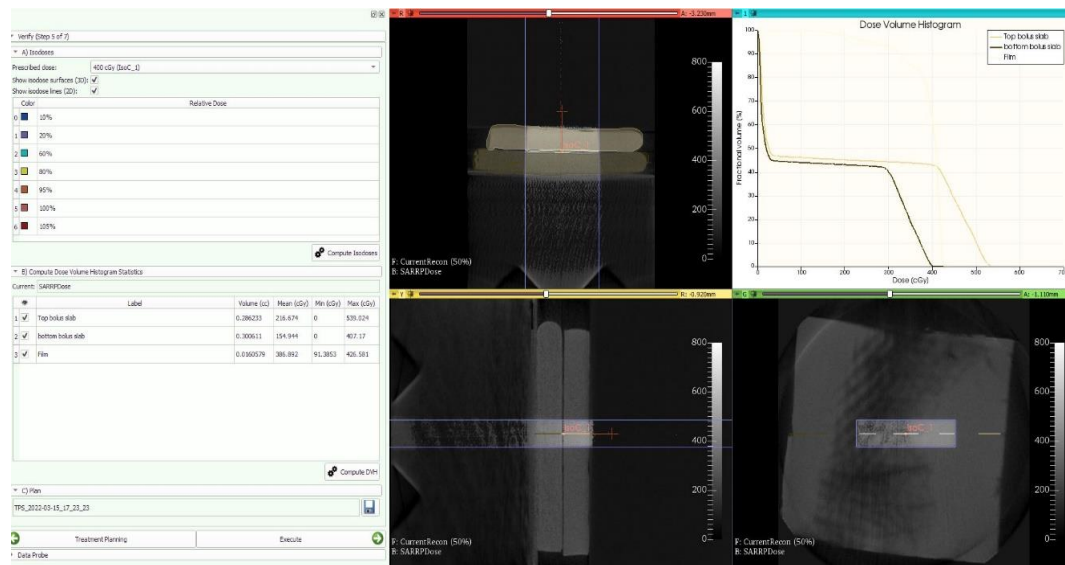 Verify (Step 5 of 7)
A) Isodoses
Prescribed dose: 400 cGy (IsoC_1)
Show isodose surfaces (3D):
Show isodose lines (2D):
Color Relative Dose
0 10%
1 20%
2 60%
3 80%
4 95%
5 100%
6 105%
Compute Isodoses
B) Compute Dose Volume Histogram Statistics
Current: SARRPDose
Label Volume (cc) Mean (cGy) Min (cGy) Max (cGy)
1 Top bolus slab 0.286233 216.674 0 539.024
2 bottom bolus slab 0.300611 154.944 0 407.17
3 Film 0.0160579 386.892 91.3853 426.581
Compute DVH
C) Plan
TPS_2022-03-15_17_23_23
Treatment Planning Execute
Data Probe
R A: -3.230mm
800
600
400
200
0
F: CurrentRecon (50%)
B: SARRPDose
1
Dose Volume Histogram
Top bolus slab
bottom bolus slab
Film
Fractional volume (%)
100
90
80
70
60
50
40
30
20
10
0
0 100 200 300 400 500 600 700
Dose (cGy)
Y R: -0.920mm
800
600
400
200
0
IsoC_1
F: CurrentRecon (50%)
B: SARRPDose
G A: -1.110mm
800
600
400
200
0
IsoC_1
F: CurrentRecon (50%)
B: SARRPDose